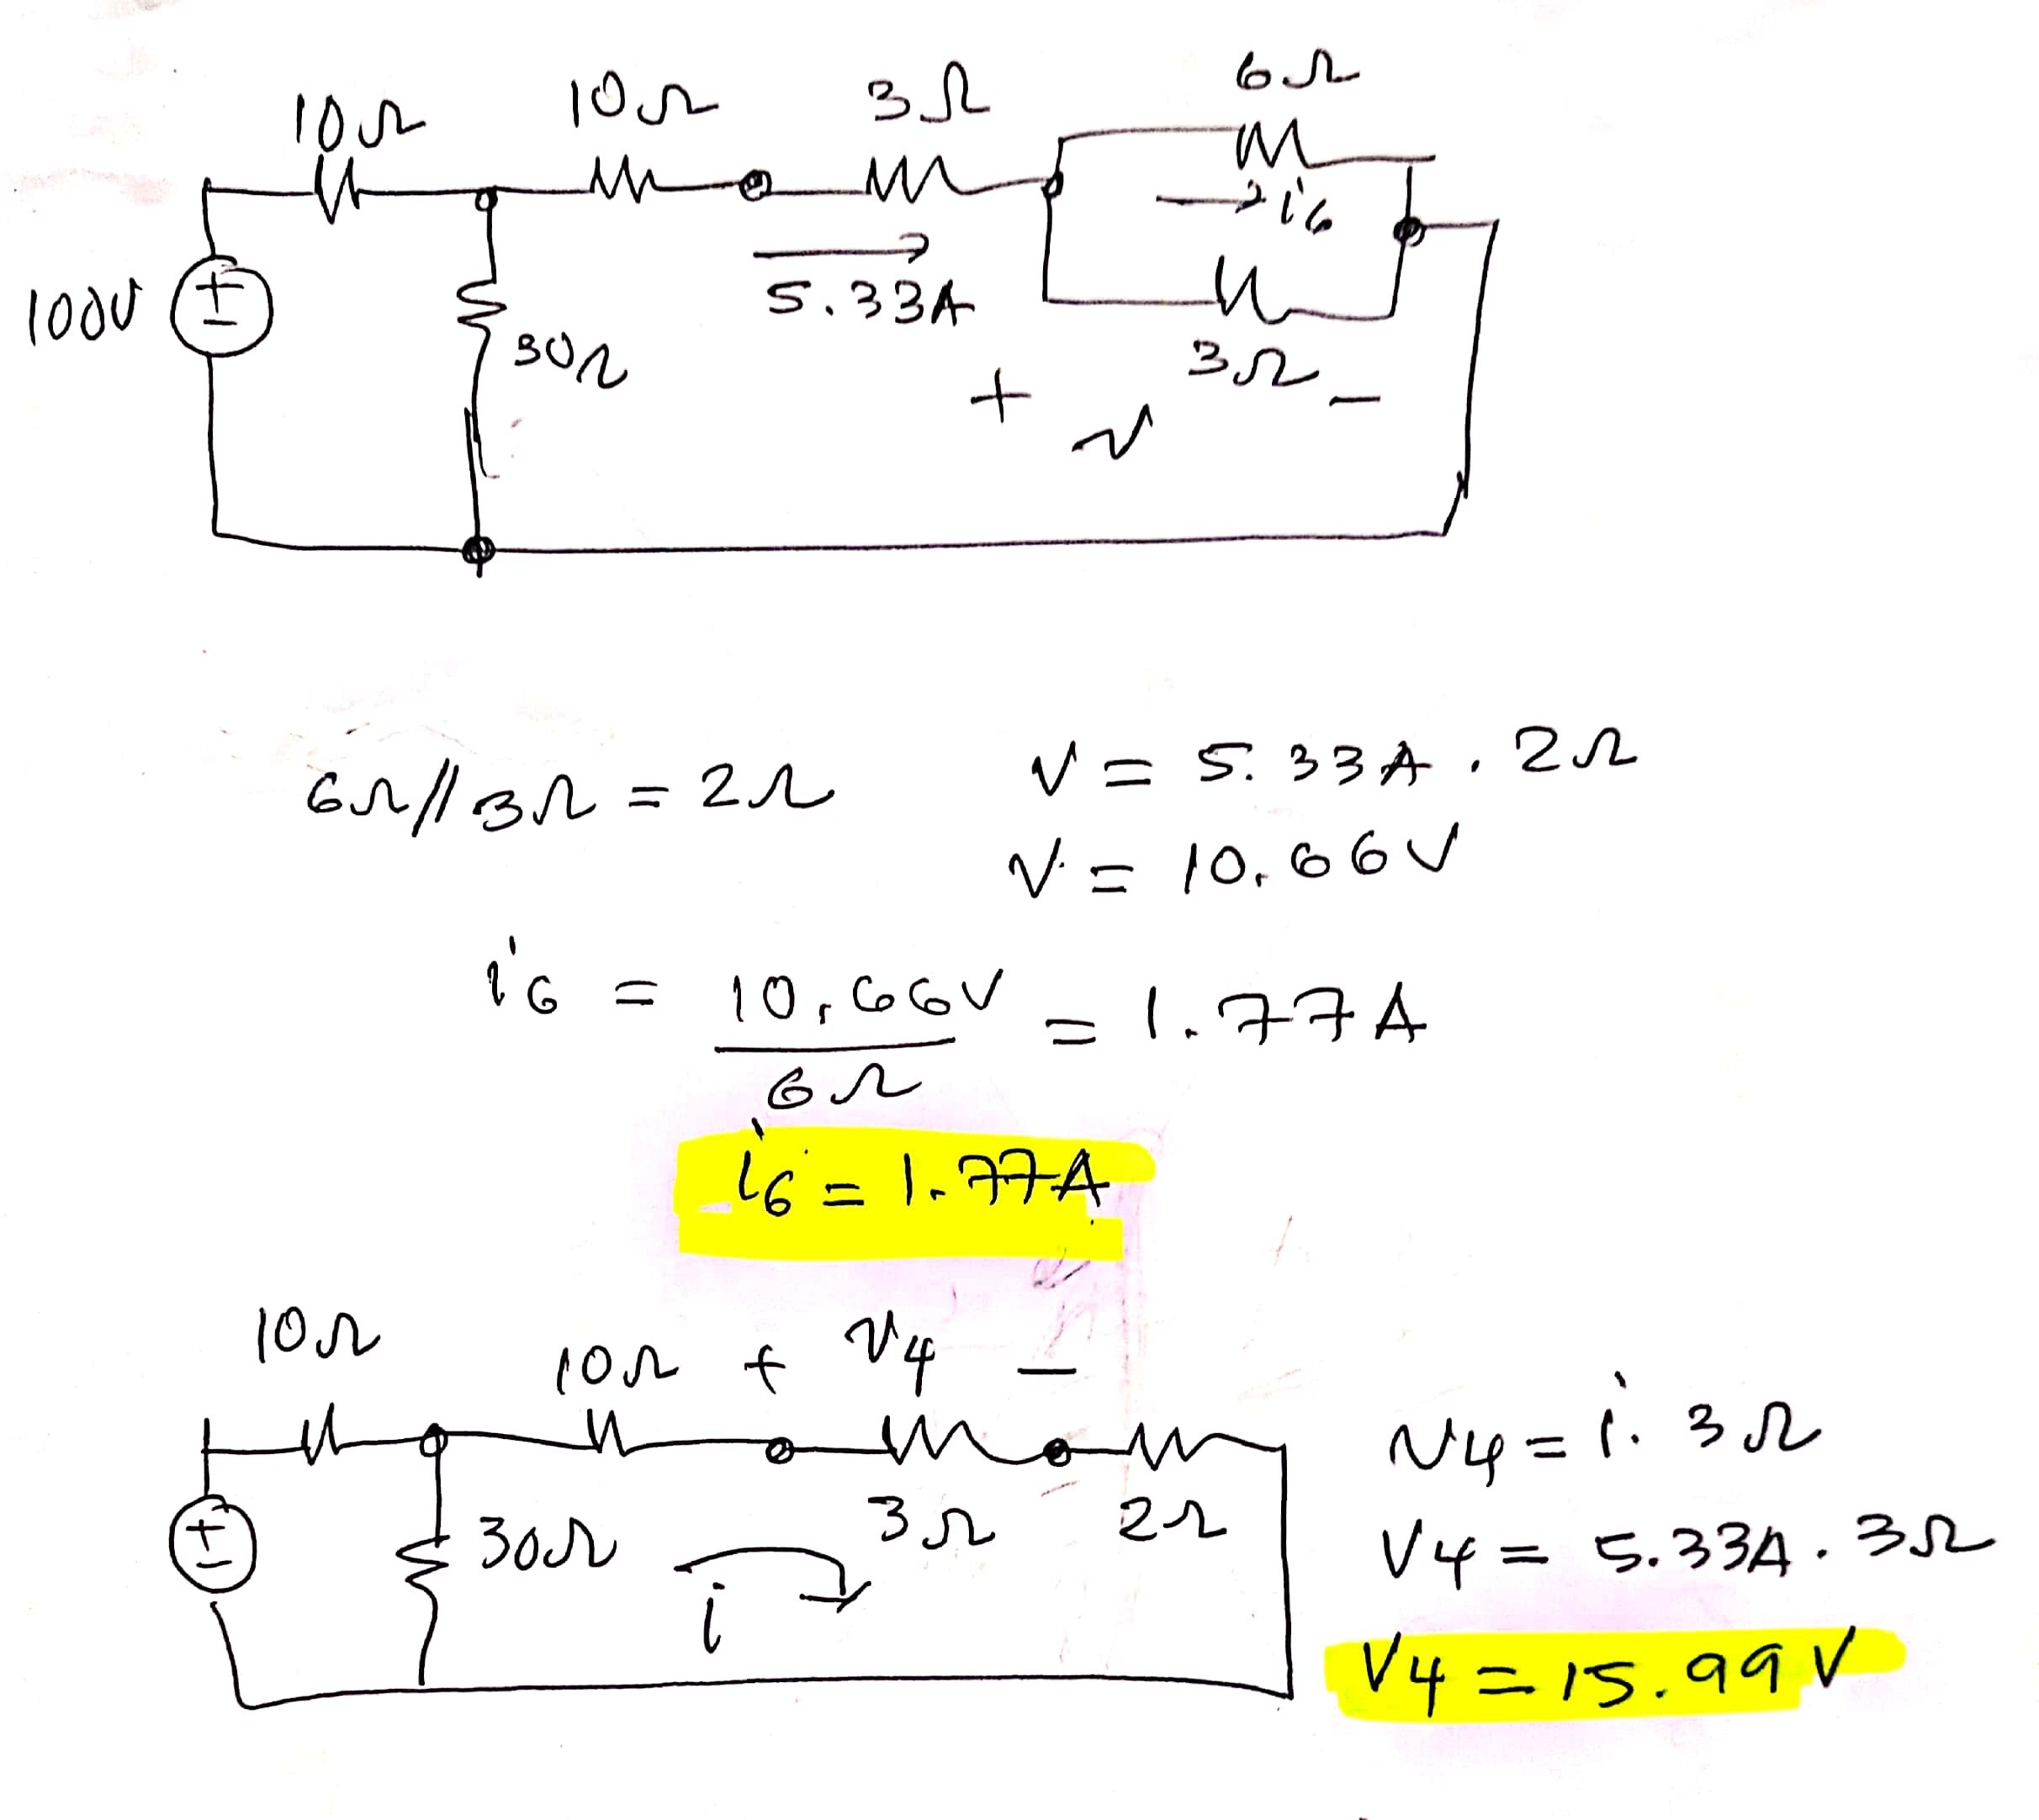 10Ω 10Ω 3Ω 6Ω
i6
100V + −
5.33A
30Ω 3Ω
+ v −
6Ω//3Ω = 2Ω
V = 5.33A . 2Ω
V = 10.66V
i6 = 10.66V / 6Ω = 1.77A
i6 = 1.77A
10Ω 10Ω + V4 −
V4 = i. 3Ω
+ − 30Ω i 3Ω 2Ω
V4 = 5.33A . 3Ω
V4 = 15.99V